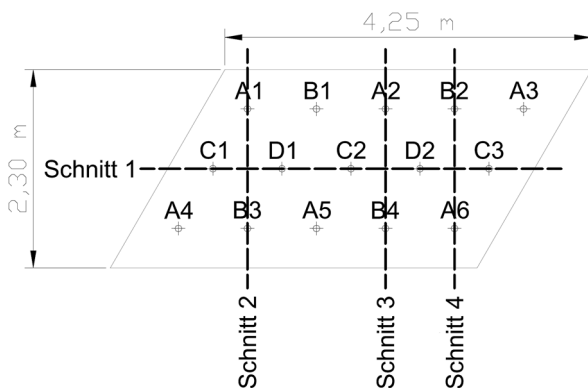 4,25 m
A1 B1 A2 B2 A3
2,30 m
Schnitt 1 C1 D1 C2 D2 C3
A4 B3 A5 B4 A6
Schnitt 2
Schnitt 3
Schnitt 4